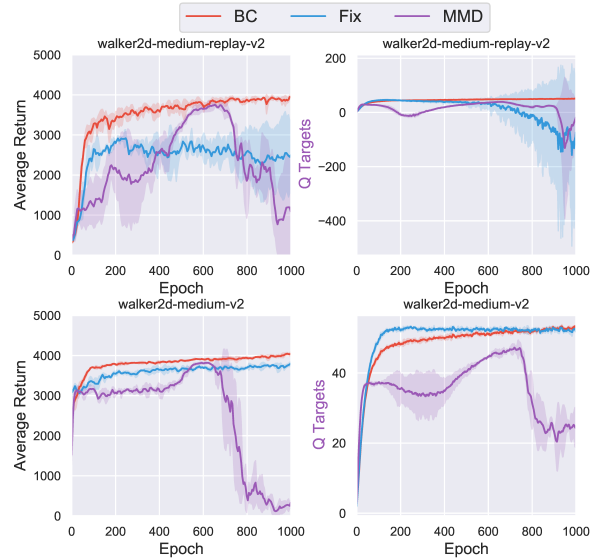 BC Fix MMD
walker2d-medium-replay-v2
walker2d-medium-replay-v2
Average Return
5000
4000
3000
2000
1000
0
0 200 400 600 800 1000
Epoch
Q Targets
200
0
−200
−400
0 200 400 600 800 1000
Epoch
walker2d-medium-v2
walker2d-medium-v2
Average Return
5000
4000
3000
2000
1000
0
0 200 400 600 800 1000
Epoch
Q Targets
40
20
0
0 200 400 600 800 1000
Epoch